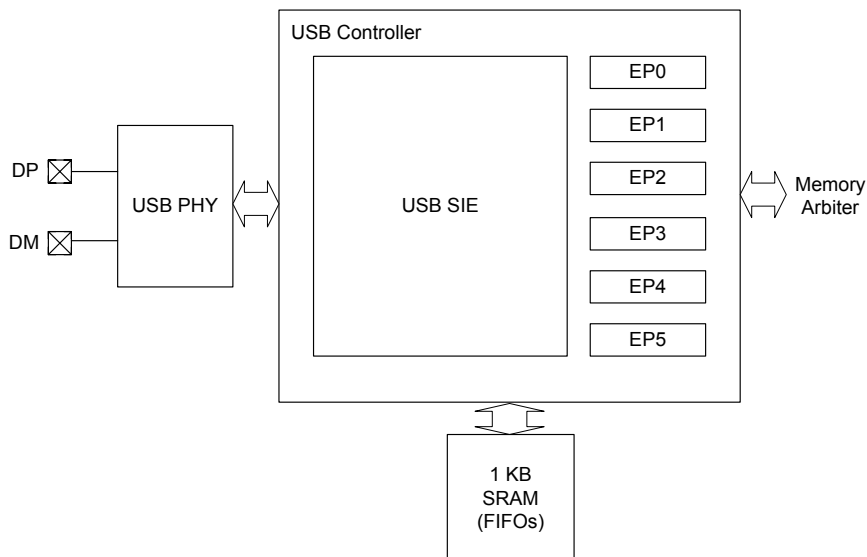 USB Controller
EP0
EP1
DP
USB PHY
USB SIE
EP2
Memory
Arbiter
DM
EP3
EP4
EP5
1 KB
SRAM
(FIFOs)